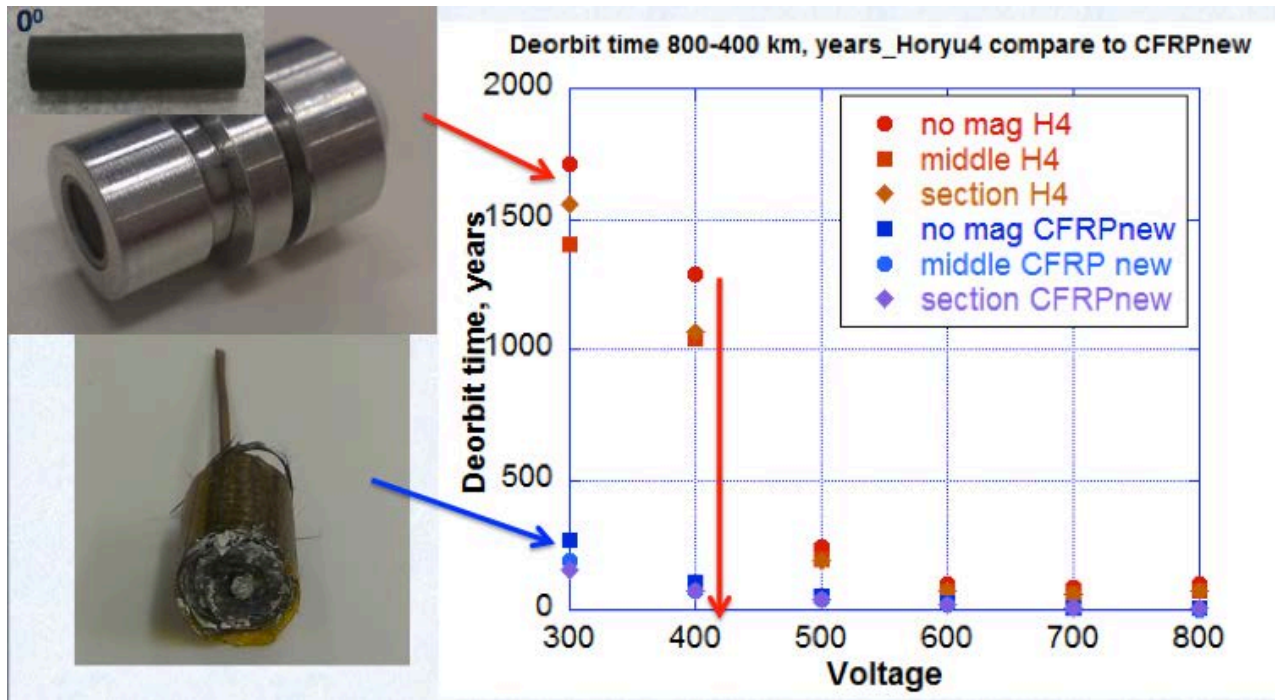 0⁰
Deorbit time 800-400 km, years_Horyu4 compare to CFRPnew
2000
1500
1000
500
0
Deorbit time, years
no mag H4
middle H4
section H4
no mag CFRPnew
middle CFRP new
section CFRPnew
300 400 500 600 700 800
Voltage